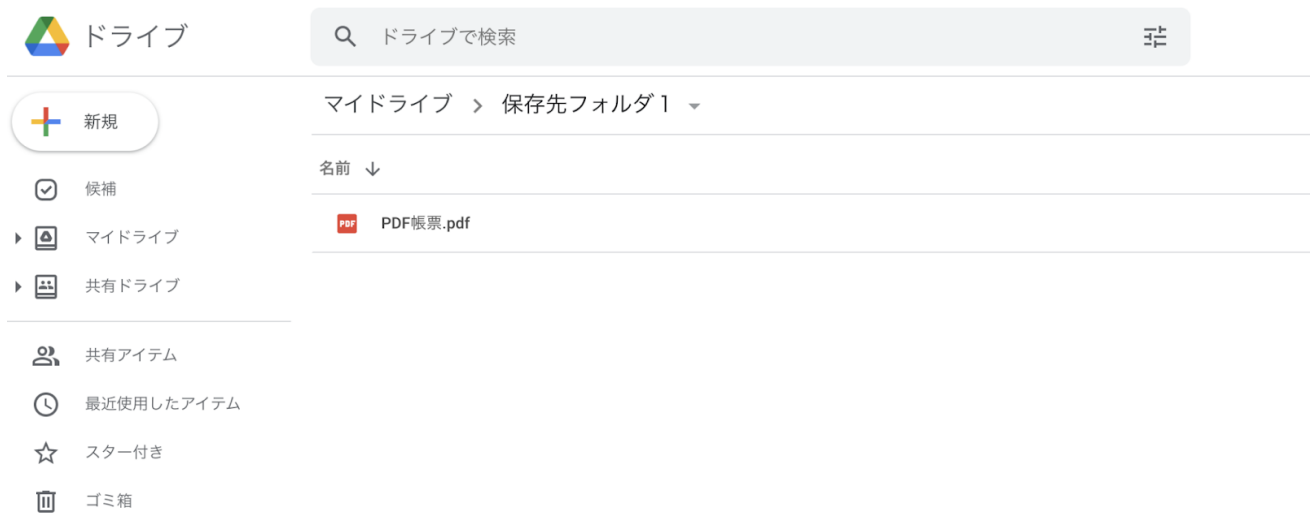 ドライブ
ドライブで検索
新規
候補
マイドライブ
共有ドライブ
共有アイテム
最近使用したアイテム
スター付き
ゴミ箱
マイドライブ 保存先フォルダ1
名前
PDF PDF帳票.pdf